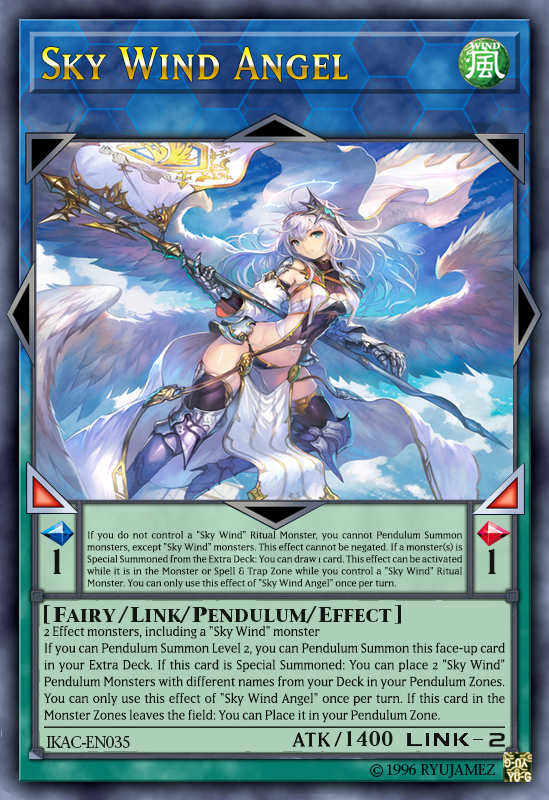 Sky Wind Angel
WIND
風
1
1
If you do not control a "Sky Wind" Ritual Monster, you cannot Pendulum Summon
monsters, except "Sky Wind" monsters. This effect cannot be negated. If a monster(s) is
Special Summoned from the Extra Deck: You can draw 1 card. This effect can be activated
while it is in the Monster or Spell & Trap Zone while you control a "Sky Wind" Ritual
Monster. You can only use this effect of "Sky Wind Angel" once per turn.
[Fairy/Link/Pendulum/Effect]
2 Effect monsters, including a "Sky Wind" monster
If you can Pendulum Summon Level 2, you can Pendulum Summon this face-up card
in your Extra Deck. If this card is Special Summoned: You can place 2 "Sky Wind"
Pendulum Monsters with different names from your Deck in your Pendulum Zones.
You can only use this effect of "Sky Wind Angel" once per turn. If this card in the
Monster Zones leaves the field: You can Place it in your Pendulum Zone.
IKAC-EN035 ATK/1400 LINK-2
©1996 RYUJAMEZ
YU-G
YU-G